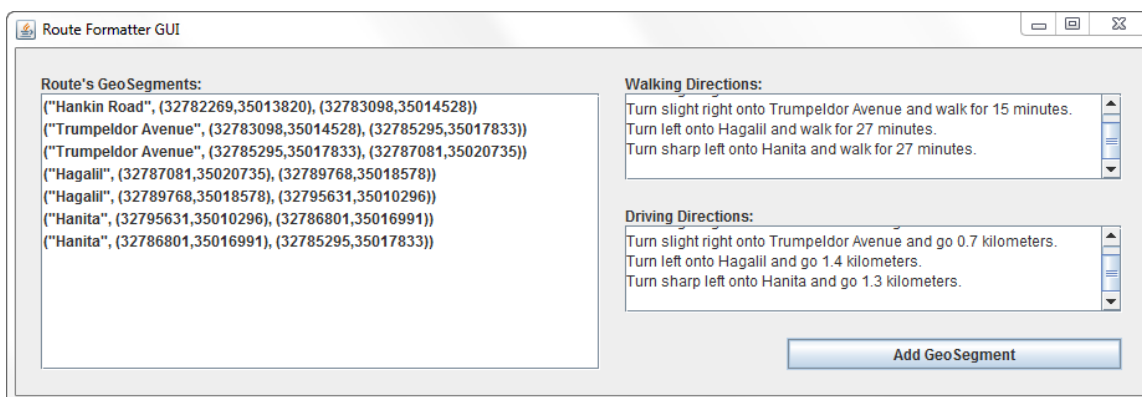 Route Formatter GUI
Route's GeoSegments:
("Hankin Road", (32782269,35013820), (32783098,35014528))
("Trumpeldor Avenue", (32783098,35014528), (32785295,35017833))
("Trumpeldor Avenue", (32785295,35017833), (32787081,35020735))
("Hagalil", (32787081,35020735), (32789768,35018578))
("Hagalil", (32789768,35018578), (32795631,35010296))
("Hanita", (32795631,35010296), (32786801,35016991))
("Hanita", (32786801,35016991), (32785295,35017833))
Walking Directions:
Turn slight right onto Trumpeldor Avenue and walk for 15 minutes.
Turn left onto Hagalil and walk for 27 minutes.
Turn sharp left onto Hanita and walk for 27 minutes.
Driving Directions:
Turn slight right onto Trumpeldor Avenue and go 0.7 kilometers.
Turn left onto Hagalil and go 1.4 kilometers.
Turn sharp left onto Hanita and go 1.3 kilometers.
Add GeoSegment